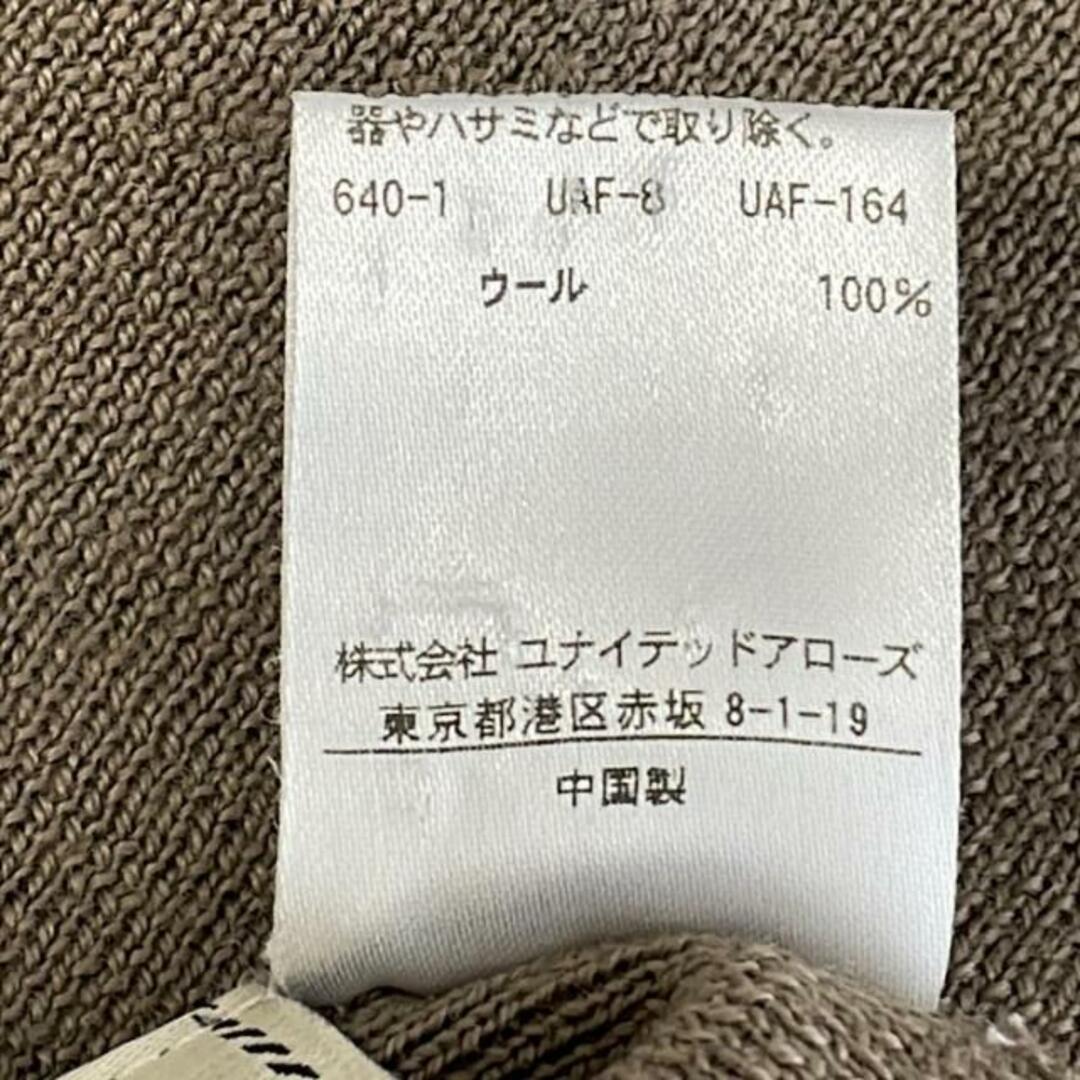 器やハサミなどで取り除く。
640-1 UAF-8 UAF-164
ウール 100%
株式会社 ユナイテッドアローズ
東京都港区赤坂 8-1-19
中国製